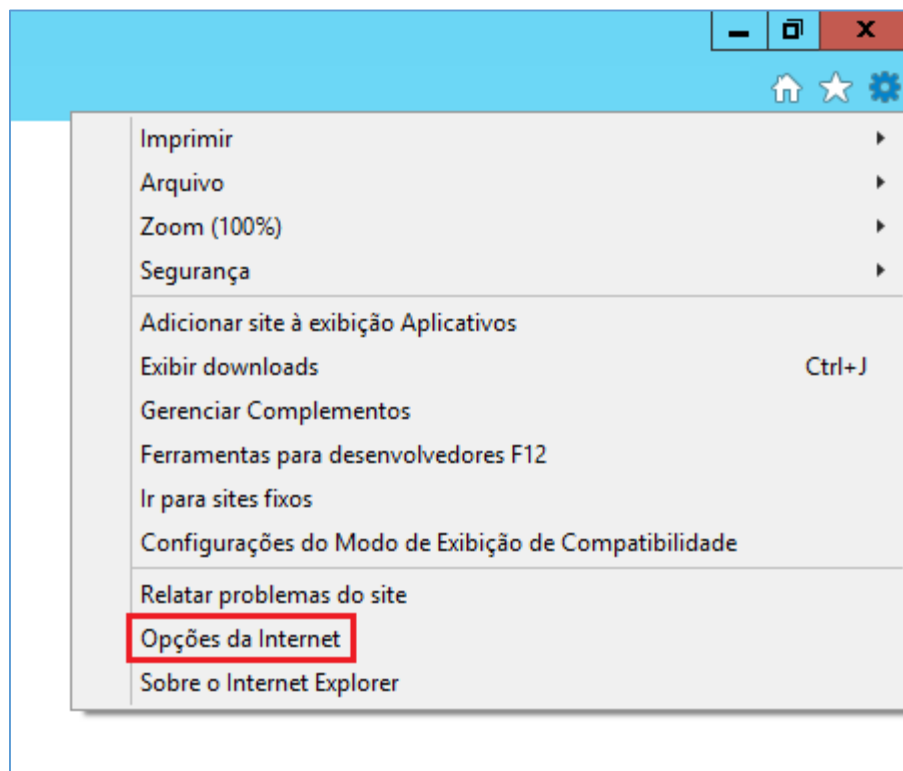 Imprimir
Arquivo
Zoom (100%)
Segurança
Adicionar site à exibição Aplicativos
Exibir downloads Ctrl+J
Gerenciar Complementos
Ferramentas para desenvolvedores F12
Ir para sites fixos
Configurações do Modo de Exibição de Compatibilidade
Relatar problemas do site
Opções da Internet
Sobre o Internet Explorer